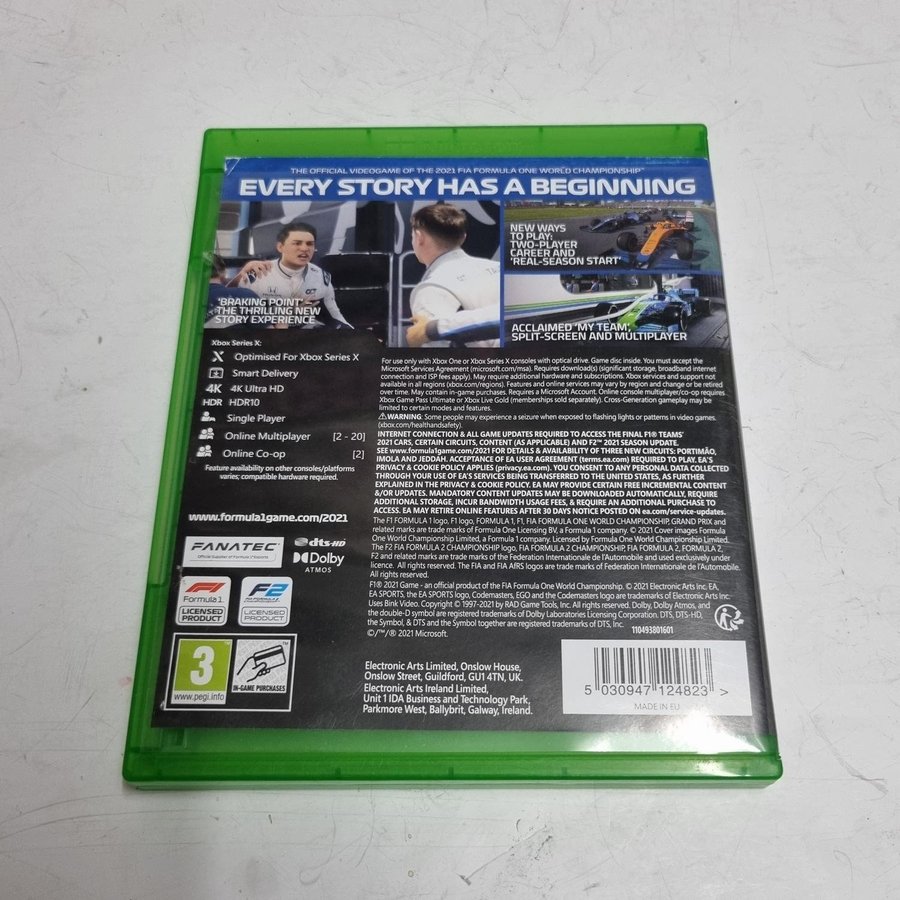 THE OFFICIAL VIDEOGAME OF THE 2021 FIA FORMULA ONE WORLD CHAMPIONSHIP™
EVERY STORY HAS A BEGINNING
'BRAKING POINT'
THE THRILLING NEW
STORY EXPERIENCE
NEW WAYS
TO PLAY:
TWO-PLAYER
CAREER AND
'REAL-SEASON START'
ACCLAIMED 'MY TEAM',
SPLIT-SCREEN AND MULTIPLAYER
Xbox Series X:
X Optimised For Xbox Series X
Smart Delivery
4K 4K Ultra HD
HDR HDR10
Single Player
Online Multiplayer [2 - 20]
Online Co-op [2]
Feature availability on other consoles/platforms
varies; compatible hardware required.
www.formula1game.com/2021
FANATEC
dts-HD
Dolby
ATMOS
F1
Formula 1
LICENSED
PRODUCT
F2
LICENSED
PRODUCT
3
www.pegi.info
IN-GAME PURCHASES
For use only with Xbox One or Xbox Series X consoles with optical drive. Game disc inside. You must accept the
Microsoft Services Agreement (microsoft.com/msa). Requires download(s) (significant storage, broadband internet
connection and ISP fees apply). May require additional hardware and subscriptions. Xbox services and support not
available in all regions (xbox.com/regions). Features and online services may vary by region and change or be retired
over time. May contain in-game purchases. Requires a Microsoft Account. Online console multiplayer/co-op requires
Xbox Game Pass Ultimate or Xbox Live Gold (memberships sold separately). Cross-Generation gameplay may be
limited to certain modes and features.
⚠WARNING: Some people may experience a seizure when exposed to flashing lights or patterns in video games.
(xbox.com/healthandsafety).
INTERNET CONNECTION & ALL GAME UPDATES REQUIRED TO ACCESS THE FINAL F1® TEAMS'
2021 CARS, CERTAIN CIRCUITS, CONTENT (AS APPLICABLE) AND F2™ 2021 SEASON UPDATE.
SEE www.formula1game.com/2021 FOR DETAILS & AVAILABILITY OF THREE NEW CIRCUITS: PORTIMÃO,
IMOLA AND JEDDAH. ACCEPTANCE OF EA USER AGREEMENT (terms.ea.com) REQUIRED TO PLAY. EA'S
PRIVACY & COOKIE POLICY APPLIES (privacy.ea.com). YOU CONSENT TO ANY PERSONAL DATA COLLECTED
THROUGH YOUR USE OF EA'S SERVICES BEING TRANSFERRED TO THE UNITED STATES, AS FURTHER
EXPLAINED IN THE PRIVACY & COOKIE POLICY. EA MAY PROVIDE CERTAIN FREE INCREMENTAL CONTENT
&/OR UPDATES. MANDATORY CONTENT UPDATES MAY BE DOWNLOADED AUTOMATICALLY, REQUIRE
ADDITIONAL STORAGE, INCUR BANDWIDTH USAGE FEES, & REQUIRE AN ADDITIONAL PURCHASE TO
ACCESS. EA MAY RETIRE ONLINE FEATURES AFTER 30 DAYS NOTICE POSTED ON ea.com/service-updates.
The F1 FORMULA 1 logo, F1 logo, FORMULA 1, F1, FIA FORMULA ONE WORLD CHAMPIONSHIP, GRAND PRIX and
related marks are trade marks of Formula One Licensing BV, a Formula 1 company. © 2021 Cover images Formula
One World Championship Limited, a Formula 1 company. Licensed by Formula One World Championship Limited.
The F2 FIA FORMULA 2 CHAMPIONSHIP logo, FIA FORMULA 2 CHAMPIONSHIP, FIA FORMULA 2, FORMULA 2,
F2 and related marks are trade marks of the Federation Internationale de l'Automobile and used exclusively under
licence. All rights reserved. The FIA and FIA AfRS logos are trade marks of Federation Internationale de l'Automobile.
All rights reserved.
F1® 2021 Game - an official product of the FIA Formula One World Championship. © 2021 Electronic Arts Inc. EA,
EA SPORTS, the EA SPORTS logo, Codemasters, EGO and the Codemasters logo are trademarks of Electronic Arts Inc.
Uses Bink Video. Copyright © 1997-2021 by RAD Game Tools, Inc. All rights reserved. Dolby, Dolby Atmos, and
the double-D symbol are registered trademarks of Dolby Laboratories Licensing Corporation. DTS, DTS-HD,
the Symbol, & DTS and the Symbol together are registered trademarks of DTS, Inc.
©/™/® 2021 Microsoft.
110493801601
Electronic Arts Limited, Onslow House,
Onslow Street, Guildford, GU1 4TN, UK.
Electronic Arts Ireland Limited,
Unit 1 IDA Business and Technology Park,
Parkmore West, Ballybrit, Galway, Ireland.
5 030947 124823 >
MADE IN EU